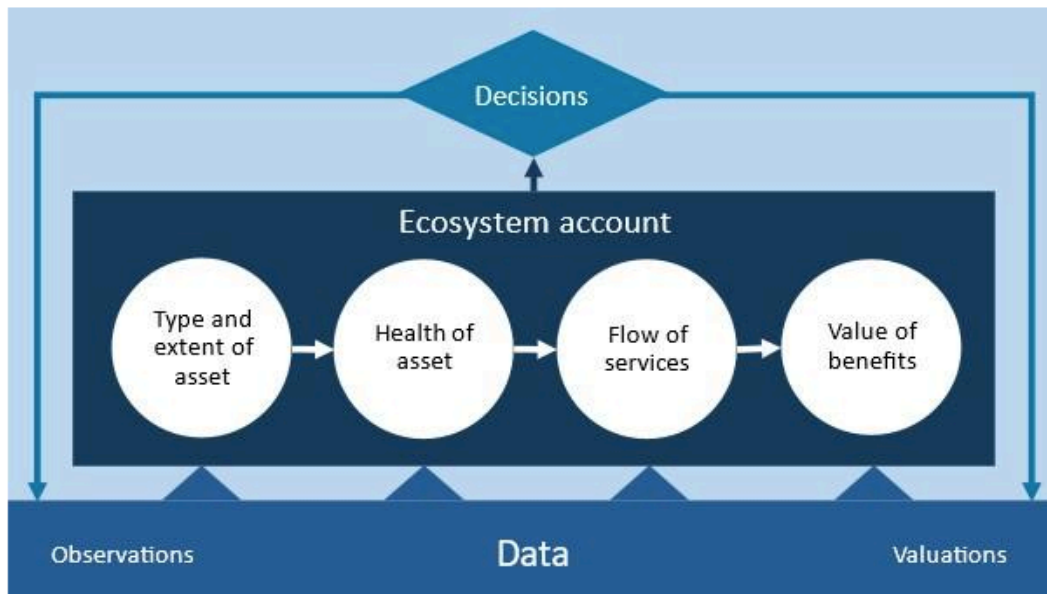 Decisions
Ecosystem account
Type and
extent of
asset
Health of
asset
Flow of
services
Value of
benefits
Observations
Data
Valuations